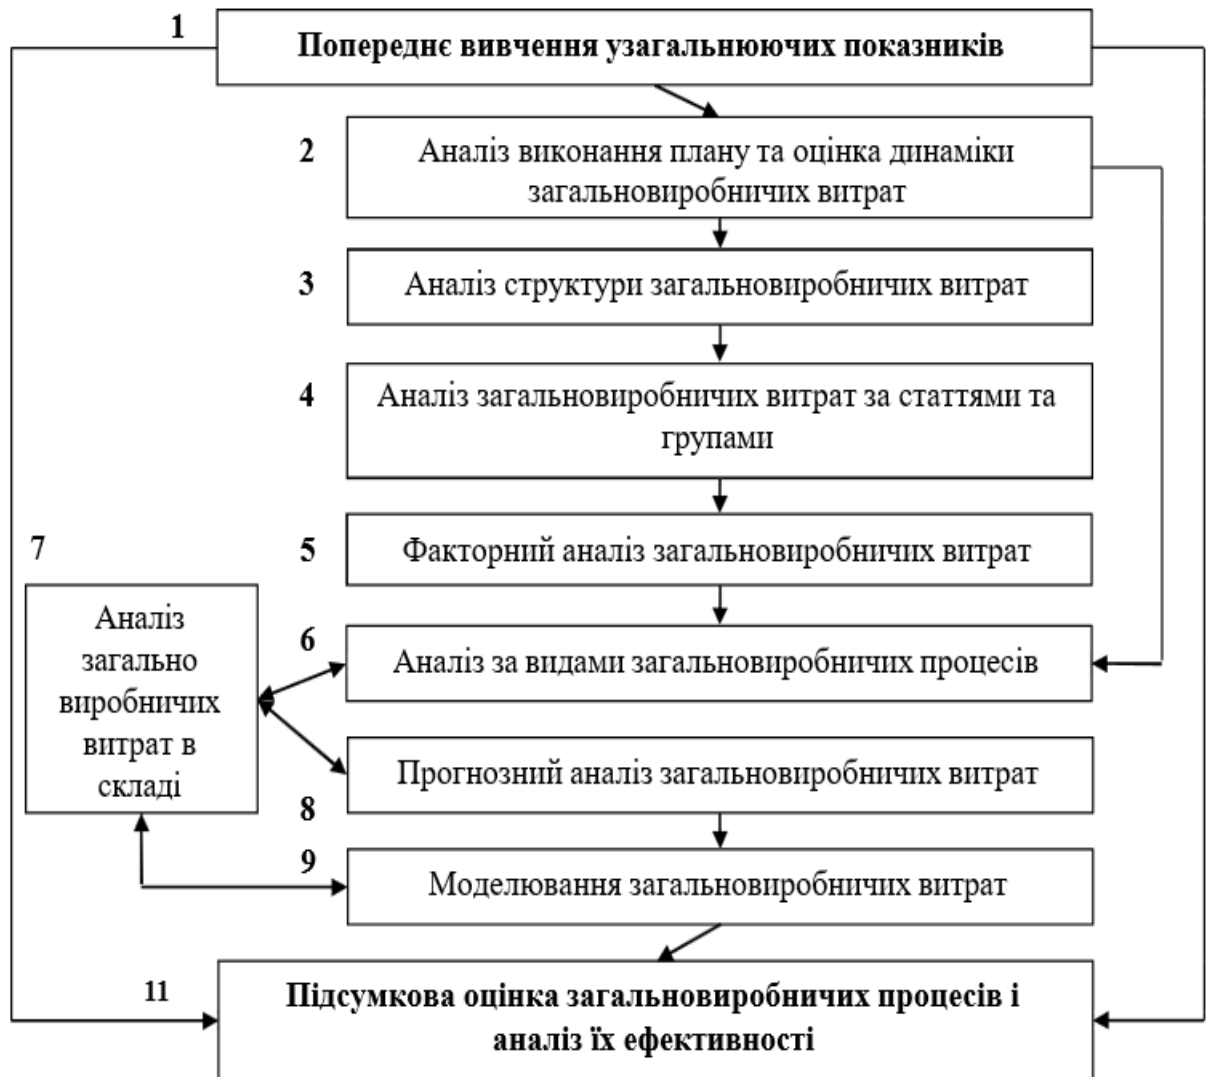 1
Попереднє вивчення узагальнюючих показників
2
Аналіз виконання плану та оцінка динаміки
загальновиробничих витрат
3
Аналіз структури загальновиробничих витрат
4
Аналіз загальновиробничих витрат за статтями та
групами
5
Факторний аналіз загальновиробничих витрат
6
Аналіз за видами загальновиробничих процесів
7
Аналіз
загально
виробничих
витрат в
складі
Прогнозний аналіз загальновиробничих витрат
8
9
Моделювання загальновиробничих витрат
11
Підсумкова оцінка загальновиробничих процесів і
аналіз їх ефективності